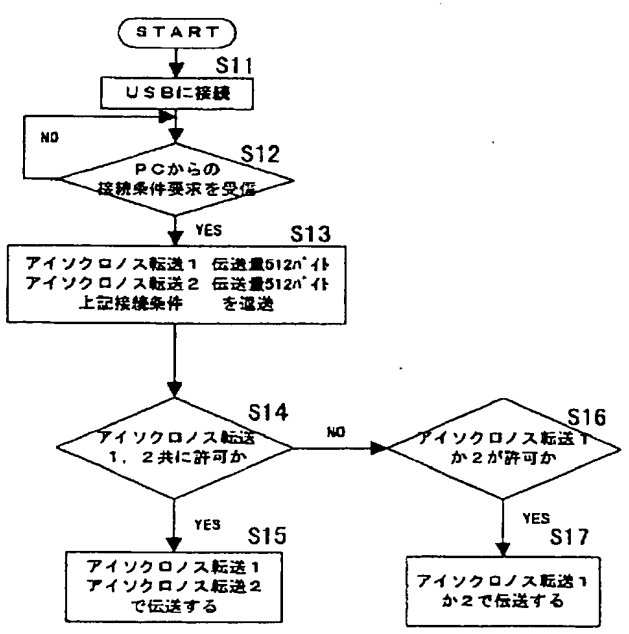 START
S11
USBに接続
NO
S12
PCからの
接続条件要求を受信
YES
S13
アイソクロノス転送1 伝送量512バイト
アイソクロノス転送2 伝送量512バイト
上記接続条件 を返送
S14
アイソクロノス転送
1，2共に許可か
NO
S16
アイソクロノス転送1
か2が許可か
YES
S15
アイソクロノス転送1
アイソクロノス転送2
で伝送する
YES
S17
アイソクロノス転送1
か2で伝送する